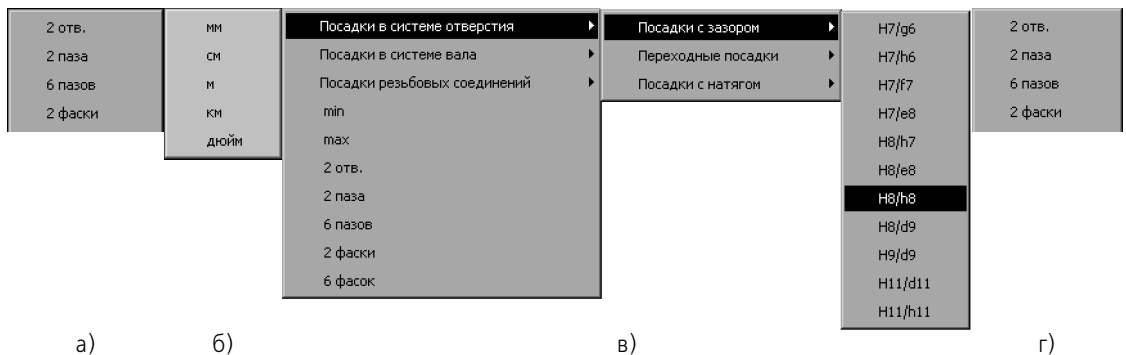 2 отв.
2 паза
6 пазов
2 фаски
мм
см
м
км
дюйм
Посадки в системе отверстия
Посадки в системе вала
Посадки резьбовых соединений
min
max
2 отв.
2 паза
6 пазов
2 фаски
6 фасок
Посадки с зазором
Переходные посадки
Посадки с натягом
H7/g6
H7/h6
H7/f7
H7/e8
H8/h7
H8/e8
H8/h8
H8/d9
H9/d9
H11/d11
H11/h11
2 отв.
2 паза
6 пазов
2 фаски
а)
б)
в)
г)